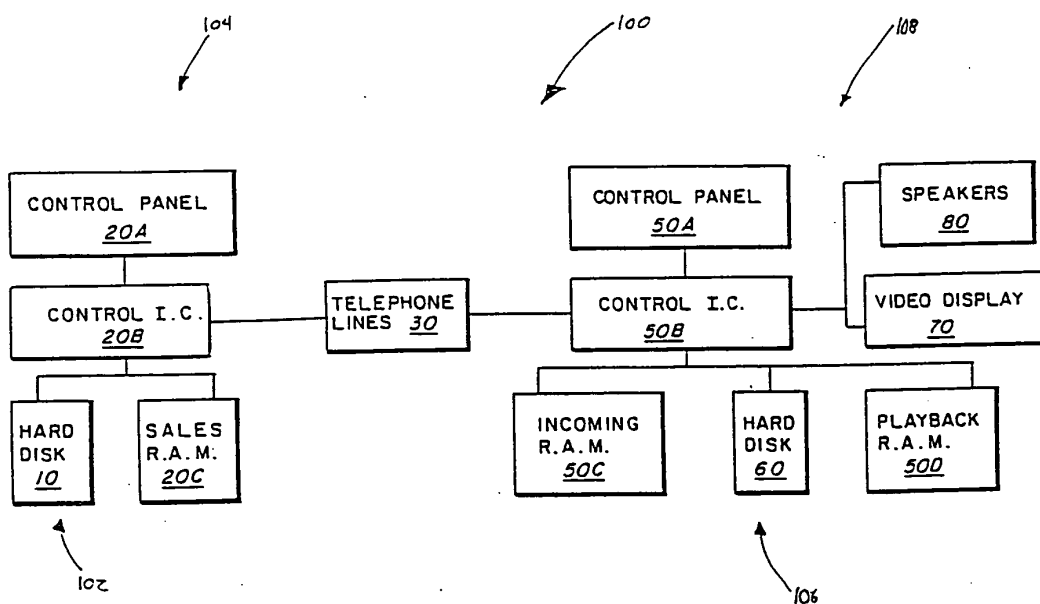 104
100
108
CONTROL PANEL
20A
CONTROL PANEL
50A
SPEAKERS
80
CONTROL I.C.
20B
TELEPHONE
LINES 30
CONTROL I.C.
50B
VIDEO DISPLAY
70
HARD
DISK
10
SALES
R.A.M.
20C
INCOMING
R.A.M.
50C
HARD
DISK
60
PLAYBACK
R.A.M.
50D
102
106